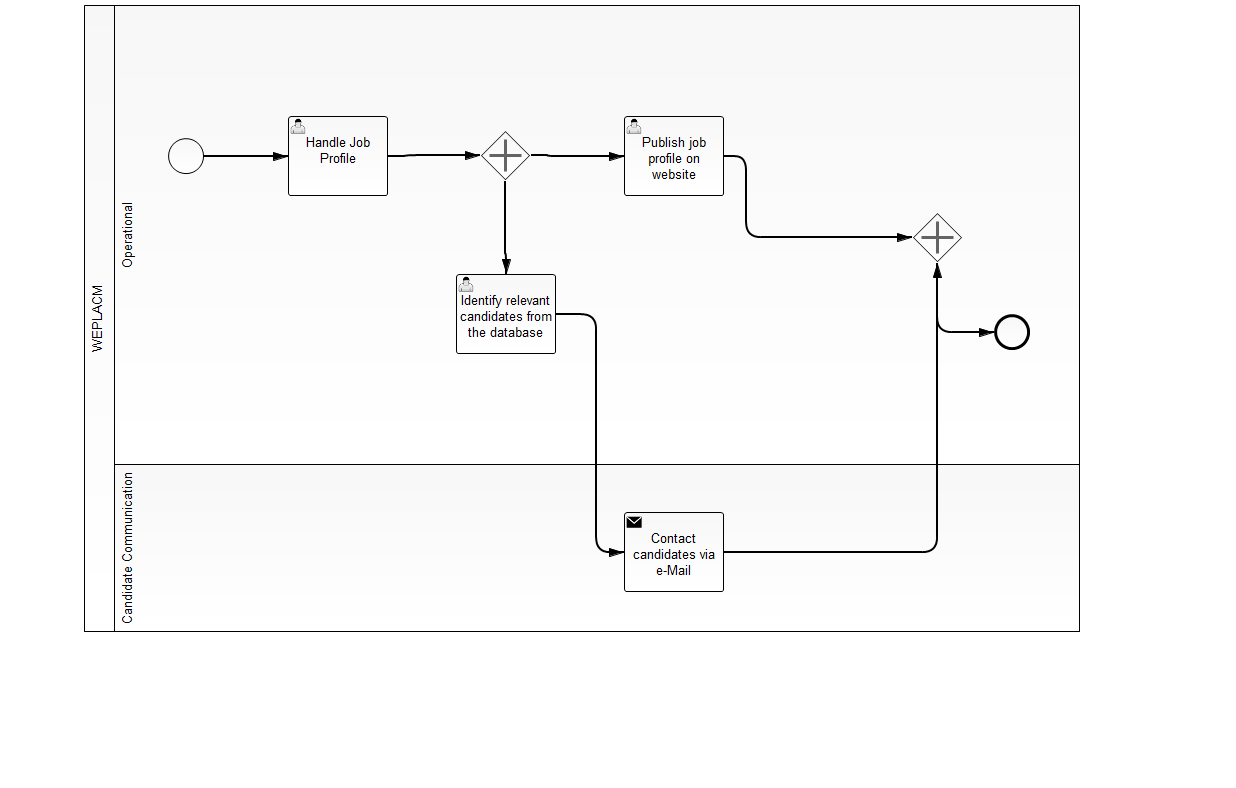 WEPLACM
Operational
Handle Job
Profile
Publish job
profile on
website
Identify relevant
candidates from
the database
Candidate Communication
Contact
candidates via
e-Mail